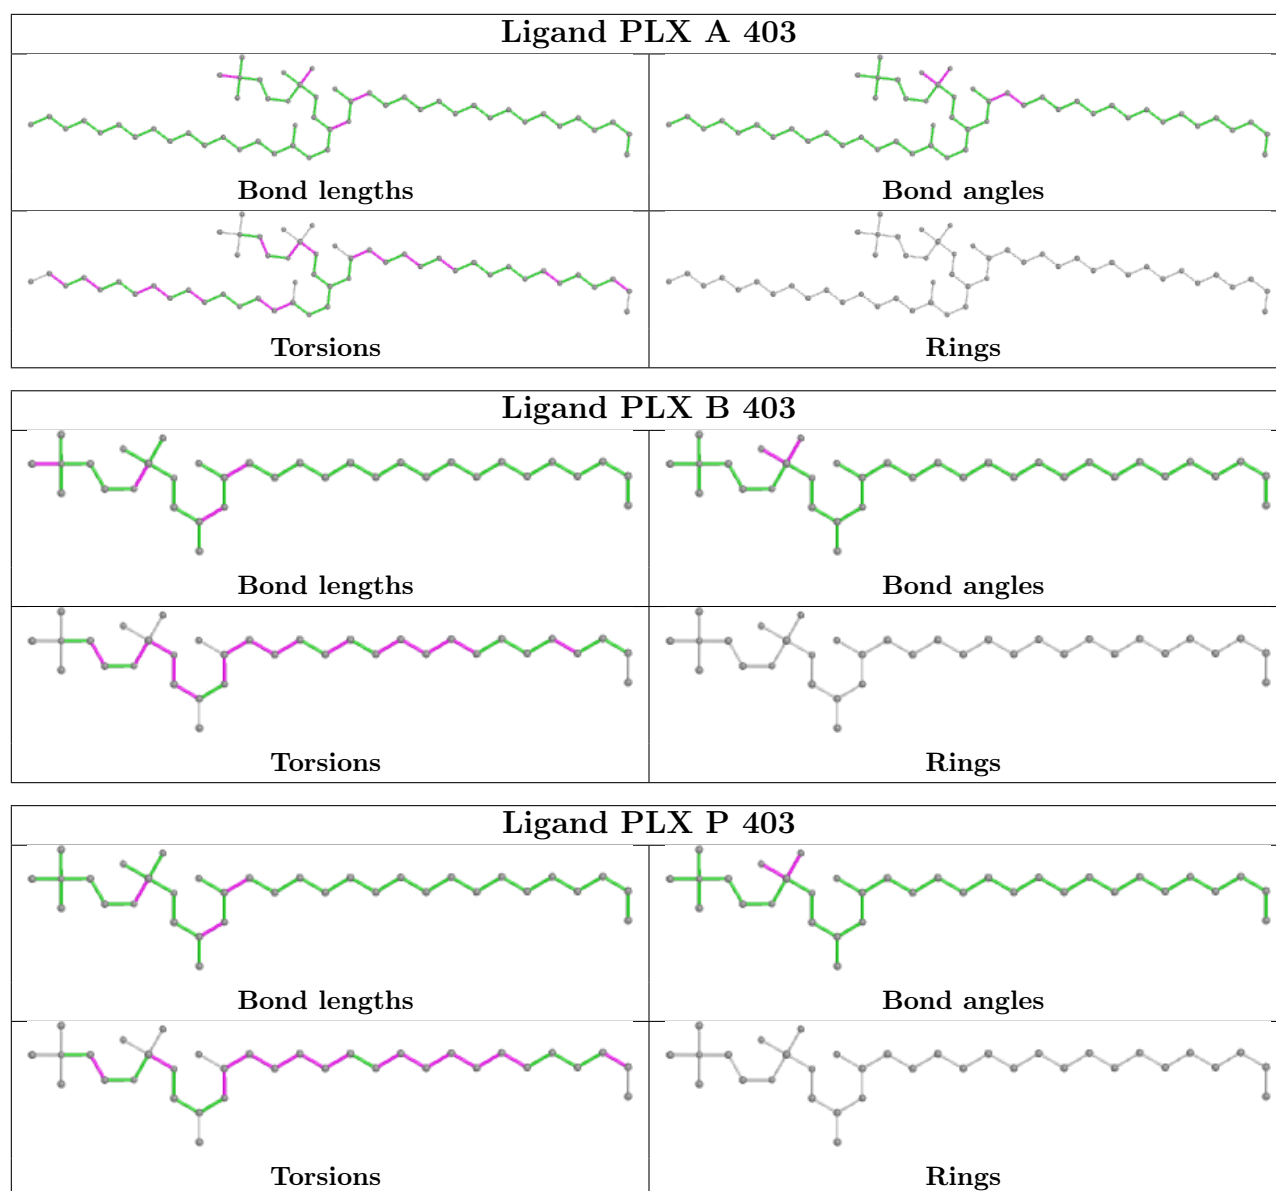 Ligand PLX A 403
Bond lengths
Bond angles
Torsions
Rings
Ligand PLX B 403
Bond lengths
Bond angles
Torsions
Rings
Ligand PLX P 403
Bond lengths
Bond angles
Torsions
Rings